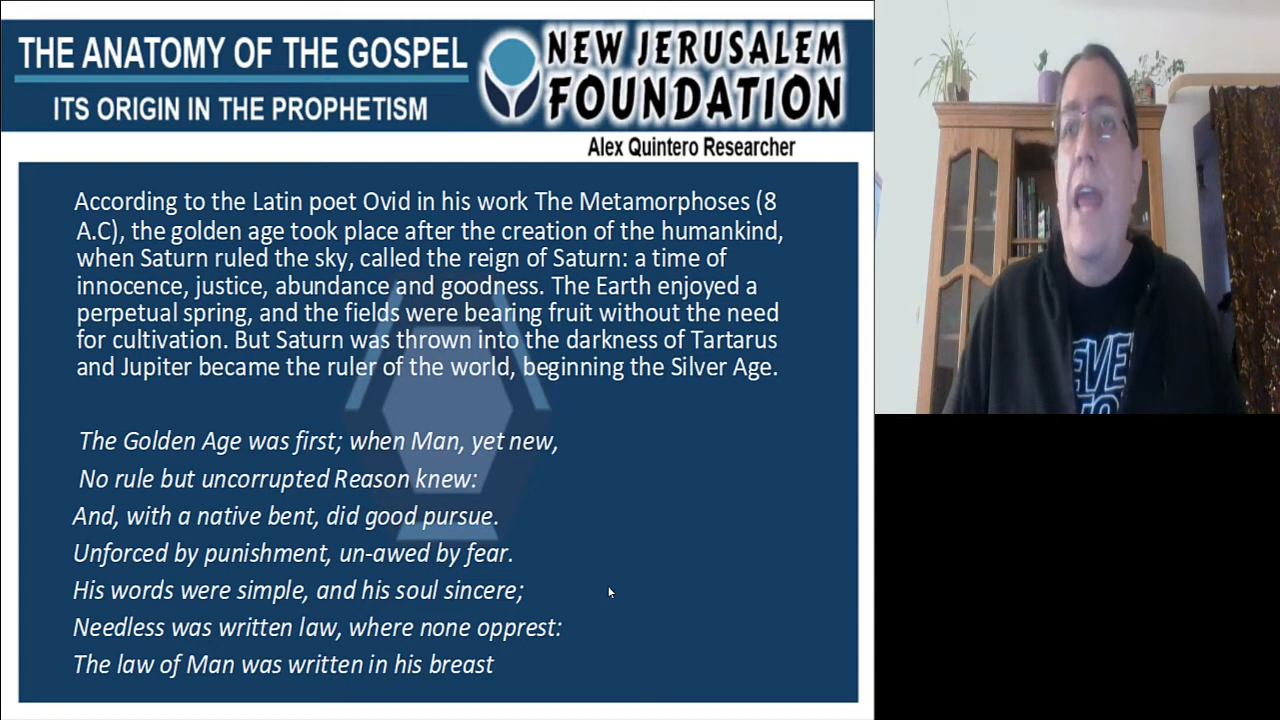 THE ANATOMY OF THE GOSPEL
ITS ORIGIN IN THE PROPHETISM
NEW JERUSALEM
FOUNDATION
Alex Quintero Researcher
According to the Latin poet Ovid in his work The Metamorphoses (8
A.C), the golden age took place after the creation of the humankind,
when Saturn ruled the sky, called the reign of Saturn: a time of
innocence, justice, abundance and goodness. The Earth enjoyed a
perpetual spring, and the fields were bearing fruit without the need
for cultivation. But Saturn was thrown into the darkness of Tartarus
and Jupiter became the ruler of the world, beginning the Silver Age.
The Golden Age was first; when Man, yet new,
No rule but uncorrupted Reason knew:
And, with a native bent, did good pursue.
Unforced by punishment, un-awed by fear.
His words were simple, and his soul sincere;
Needless was written law, where none opprest:
The law of Man was written in his breast